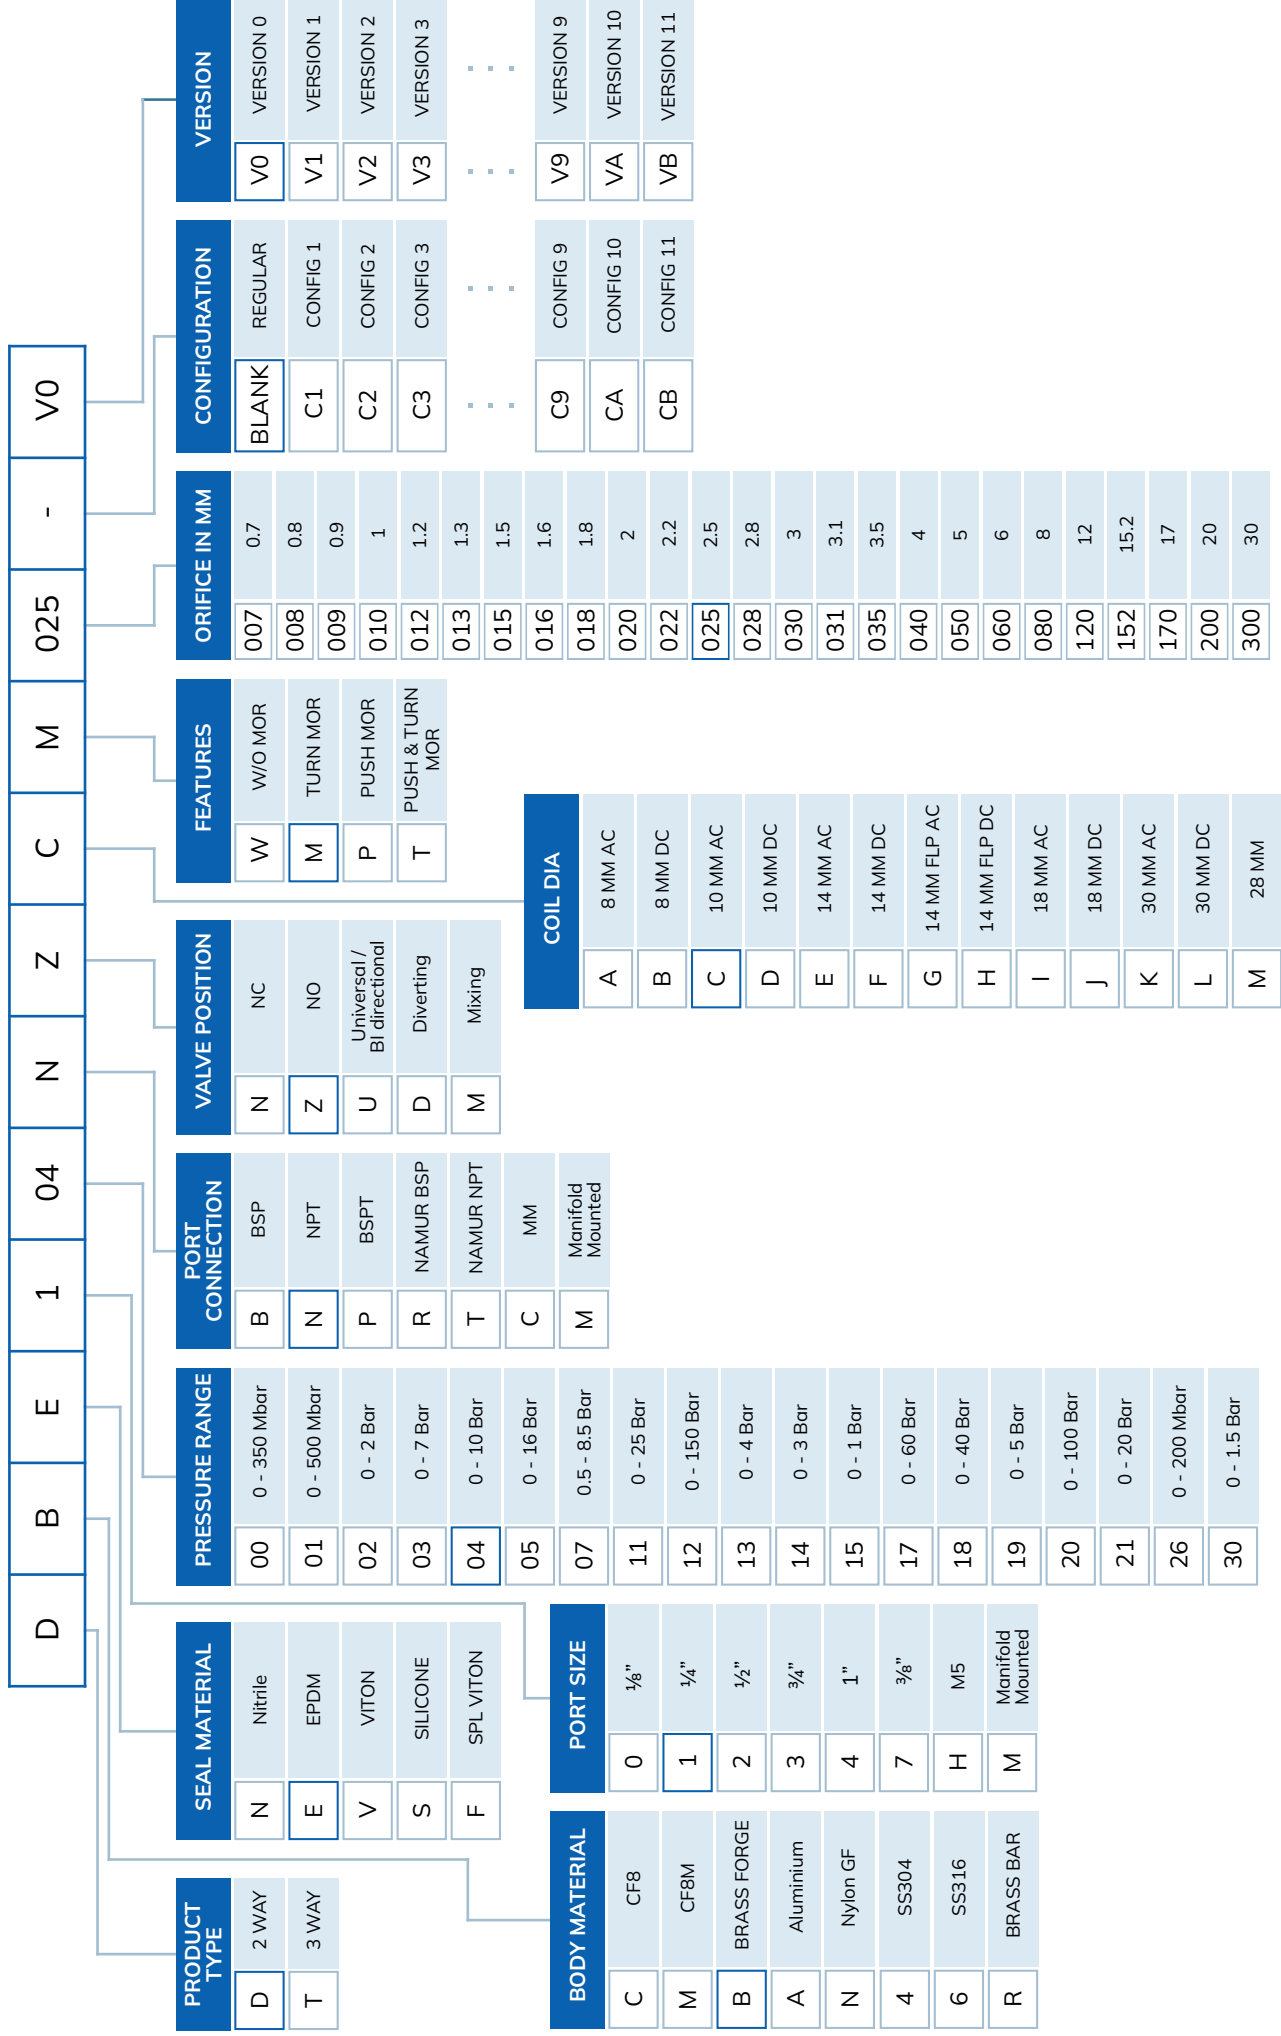 D B E 1 04 N Z C M 025 - V0
PRODUCT
TYPE
D 2 WAY
T 3 WAY
BODY MATERIAL
C CF8
M CF8M
B BRASS FORGE
A Aluminium
N Nylon GF
4 SS304
6 SS316
R BRASS BAR
SEAL MATERIAL
N Nitrile
E EPDM
V VITON
S SILICONE
F SPL VITON
PORT SIZE
0 ⅛”
1 ¼”
2 ½”
3 ¾”
4 1”
7 ⅜”
H M5
M Manifold
Mounted
PRESSURE RANGE
00 0 - 350 Mbar
01 0 - 500 Mbar
02 0 - 2 Bar
03 0 - 7 Bar
04 0 - 10 Bar
05 0 - 16 Bar
07 0.5 - 8.5 Bar
11 0 - 25 Bar
12 0 - 150 Bar
13 0 - 4 Bar
14 0 - 3 Bar
15 0 - 1 Bar
17 0 - 60 Bar
18 0 - 40 Bar
19 0 - 5 Bar
20 0 - 100 Bar
21 0 - 20 Bar
26 0 - 200 Mbar
30 0 - 1.5 Bar
PORT
CONNECTION
B BSP
N NPT
P BSPT
R NAMUR BSP
T NAMUR NPT
C MM
M Manifold
Mounted
VALVE POSITION
N NC
Z NO
U Universal /
BI directional
D Diverting
M Mixing
COIL DIA
A 8 MM AC
B 8 MM DC
C 10 MM AC
D 10 MM DC
E 14 MM AC
F 14 MM DC
G 14 MM FLP AC
H 14 MM FLP DC
I 18 MM AC
J 18 MM DC
K 30 MM AC
L 30 MM DC
M 28 MM
FEATURES
W W/O MOR
M TURN MOR
P PUSH MOR
T PUSH & TURN
MOR
ORIFICE IN MM
007 0.7
008 0.8
009 0.9
010 1
012 1.2
013 1.3
015 1.5
016 1.6
018 1.8
020 2
022 2.2
025 2.5
028 2.8
030 3
031 3.1
035 3.5
040 4
050 5
060 6
080 8
120 12
152 15.2
170 17
200 20
300 30
CONFIGURATION
BLANK REGULAR
C1 CONFIG 1
C2 CONFIG 2
C3 CONFIG 3
. . . . . .
C9 CONFIG 9
CA CONFIG 10
CB CONFIG 11
VERSION
V0 VERSION 0
V1 VERSION 1
V2 VERSION 2
V3 VERSION 3
. . . . . .
V9 VERSION 9
VA VERSION 10
VB VERSION 11